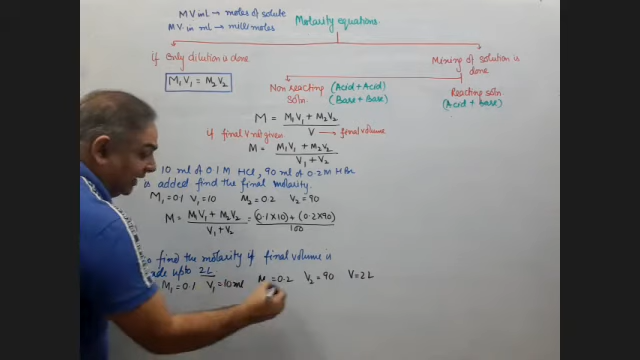 MV in L → moles of solute
MV in mL → millimoles
Molarity equations
if Only dilution is done
M₁V₁ = M₂V₂
Mixing of solution is done
Non reacting soln. (Acid + Acid) (Base + Base)
Reacting soln. (Acid + base)
M = M₁V₁ + M₂V₂ / V → final volume
if final V not given
M = M₁V₁ + M₂V₂ / V₁ + V₂
10 ml of 0.1 M HCl, 90 ml of 0.2 M HBr
is added find the final molarity.
M₁ = 0.1 V₁ = 10 M₂ = 0.2 V₂ = 90
M = M₁V₁ + M₂V₂ / V₁ + V₂ = (0.1 × 10) + (0.2 × 90) / 100
find the molarity if final volume is
upto 2L.
M₁ = 0.1 V₁ = 10 ml = 0.2 V₂ = 90 V = 2 L